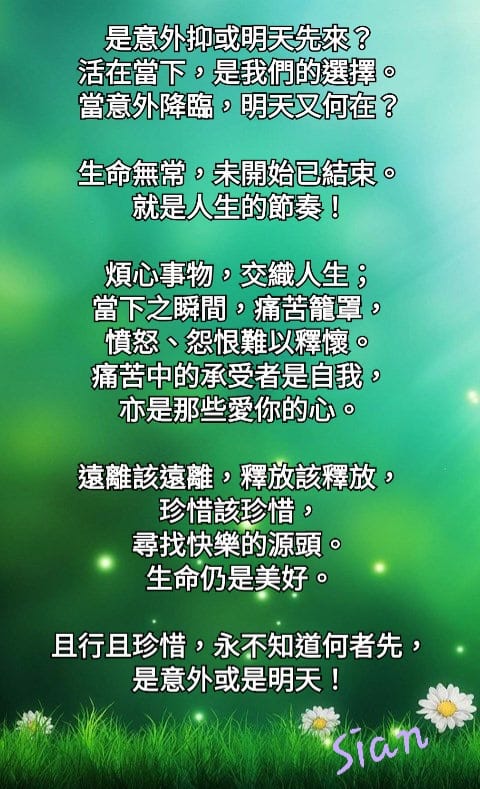 是意外抑或明天先來？
活在當下，是我們的選擇。
當意外降臨，明天又何在？
生命無常，未開始已結束。
就是人生的節奏！
煩心事物，交織人生；
當下之瞬間，痛苦籠罩，
憤怒、怨恨難以釋懷。
痛苦中的承受者是自我，
亦是那些愛你的心。
遠離該遠離，釋放該釋放，
珍惜該珍惜，
尋找快樂的源頭。
生命仍是美好。
且行且珍惜，永不知道何者先，
是意外或是明天！
Sian